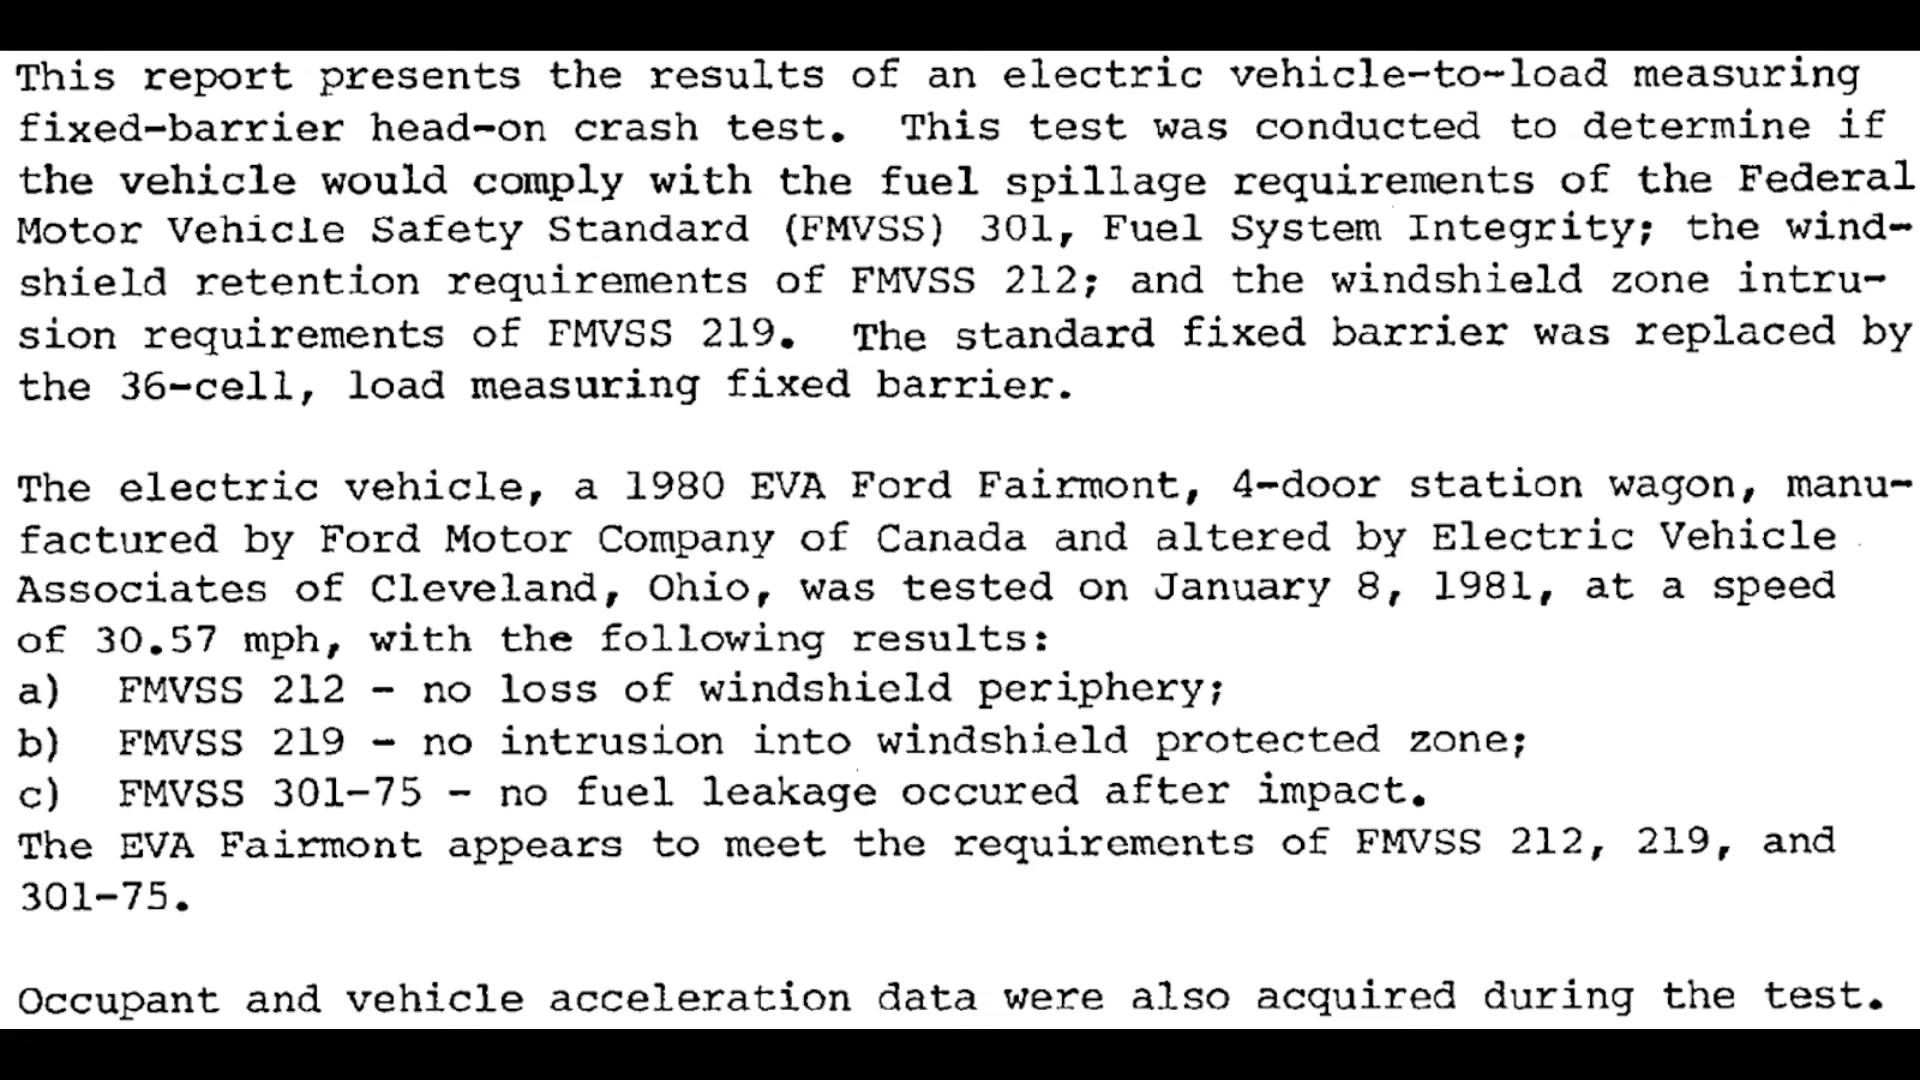 This report presents the results of an electric vehicle-to-load measuring
fixed-barrier head-on crash test.  This test was conducted to determine if
the vehicle would comply with the fuel spillage requirements of the Federal
Motor Vehicle Safety Standard (FMVSS) 301, Fuel System Integrity; the wind-
shield retention requirements of FMVSS 212; and the windshield zone intru-
sion requirements of FMVSS 219.  The standard fixed barrier was replaced by
the 36-cell, load measuring fixed barrier.
The electric vehicle, a 1980 EVA Ford Fairmont, 4-door station wagon, manu-
factured by Ford Motor Company of Canada and altered by Electric Vehicle
Associates of Cleveland, Ohio, was tested on January 8, 1981, at a speed
of 30.57 mph, with the following results:
a)  FMVSS 212 - no loss of windshield periphery;
b)  FMVSS 219 - no intrusion into windshield protected zone;
c)  FMVSS 301-75 - no fuel leakage occured after impact.
The EVA Fairmont appears to meet the requirements of FMVSS 212, 219, and
301-75.
Occupant and vehicle acceleration data were also acquired during the test.